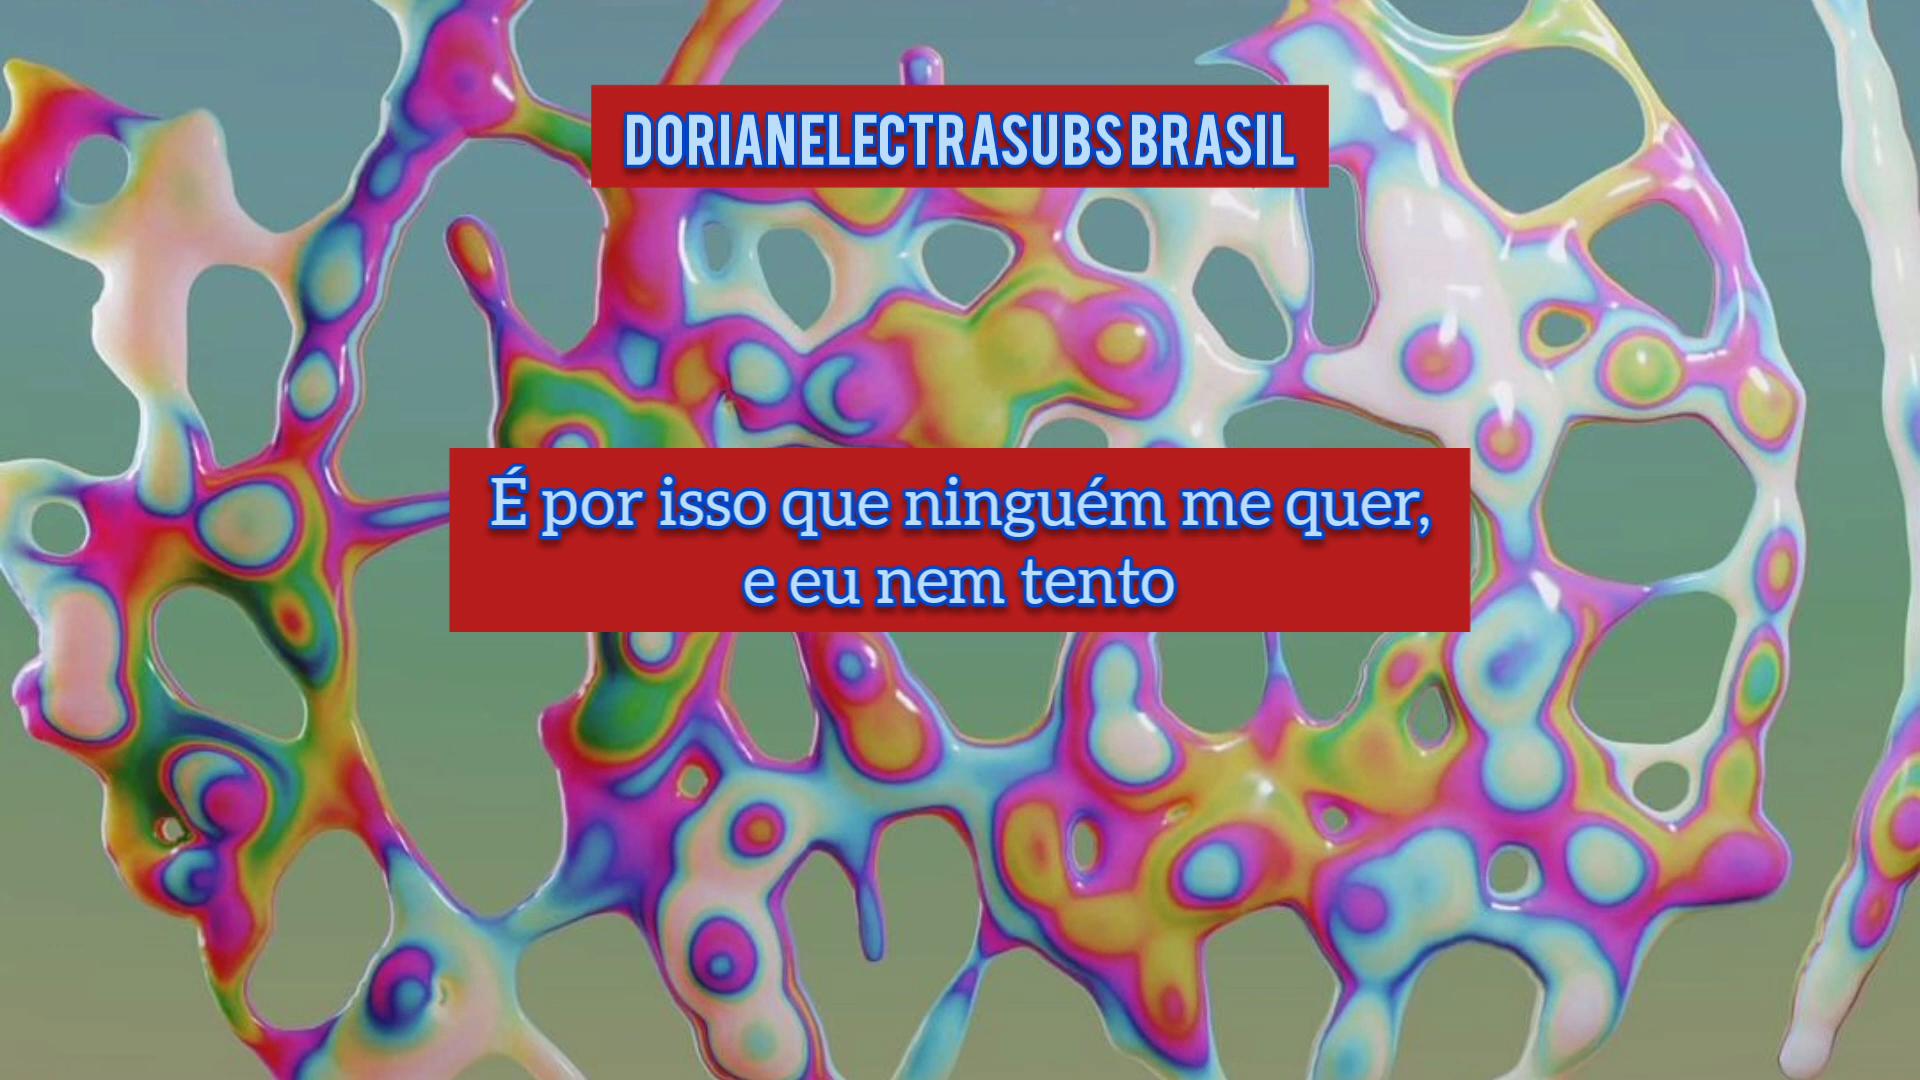 DORIANELECTRASUBS BRASIL
É por isso que ninguém me quer,
e eu nem tento